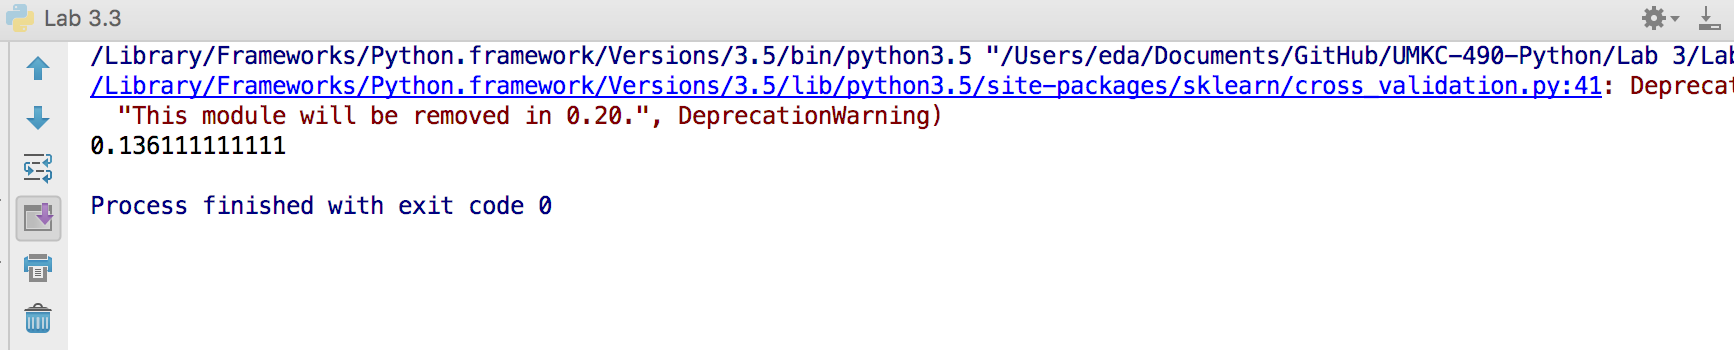 Lab 3.3
/Library/Frameworks/Python.framework/Versions/3.5/bin/python3.5 "/Users/eda/Documents/GitHub/UMKC-490-Python/Lab 3/Lab
/Library/Frameworks/Python.framework/Versions/3.5/lib/python3.5/site-packages/sklearn/cross_validation.py:41: Deprecat
"This module will be removed in 0.20.", DeprecationWarning)
0.136111111111
Process finished with exit code 0